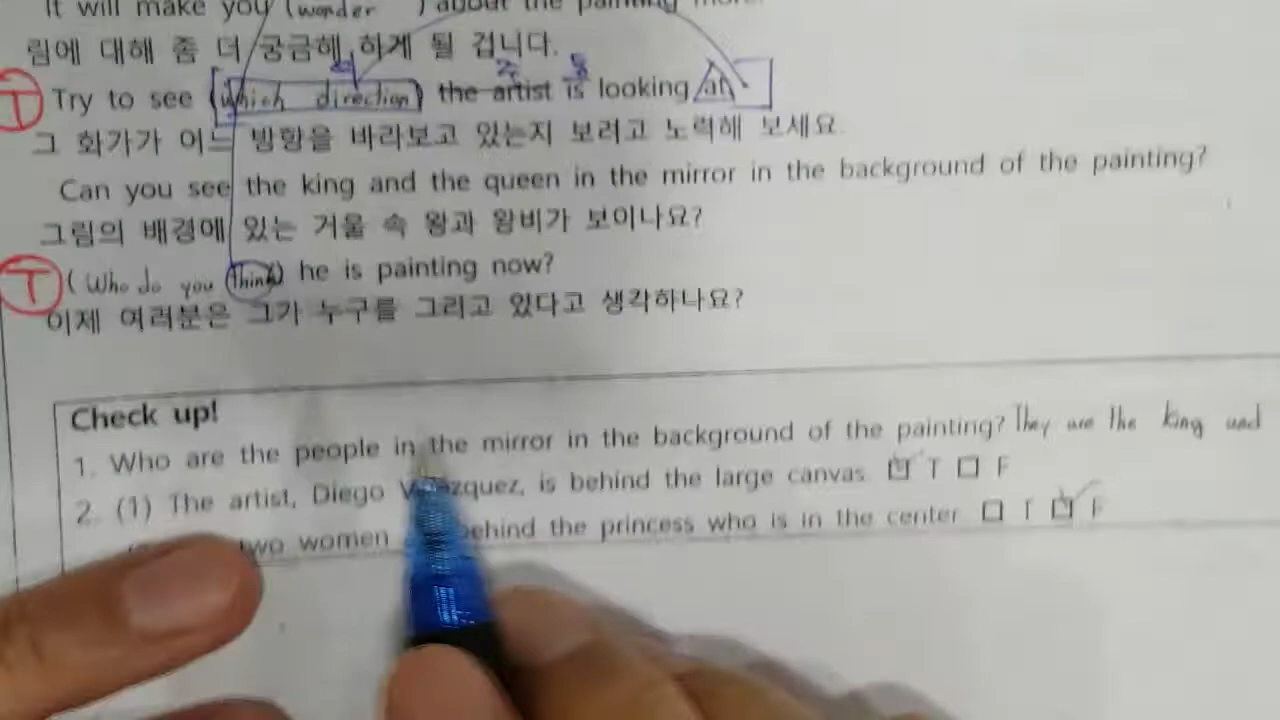 It will make you (wonder ) about the painting more.
림에 대해 좀 더 궁금해 하게 될 겁니다.
T Try to see (which direction) the artist is looking at
그 화가가 어느 방향을 바라보고 있는지 보려고 노력해 보세요.
Can you see the king and the queen in the mirror in the background of the painting?
그림의 배경에 있는 거울 속 왕과 왕비가 보이나요?
T (Who do you think) he is painting now?
이제 여러분은 그가 누구를 그리고 있다고 생각하나요?
Check up!
1. Who are the people in the mirror in the background of the painting? They are the king and
2. (1) The artist, Diego Velázquez, is behind the large canvas. □ T □ F
two women behind the princess who is in the center □ T □ F